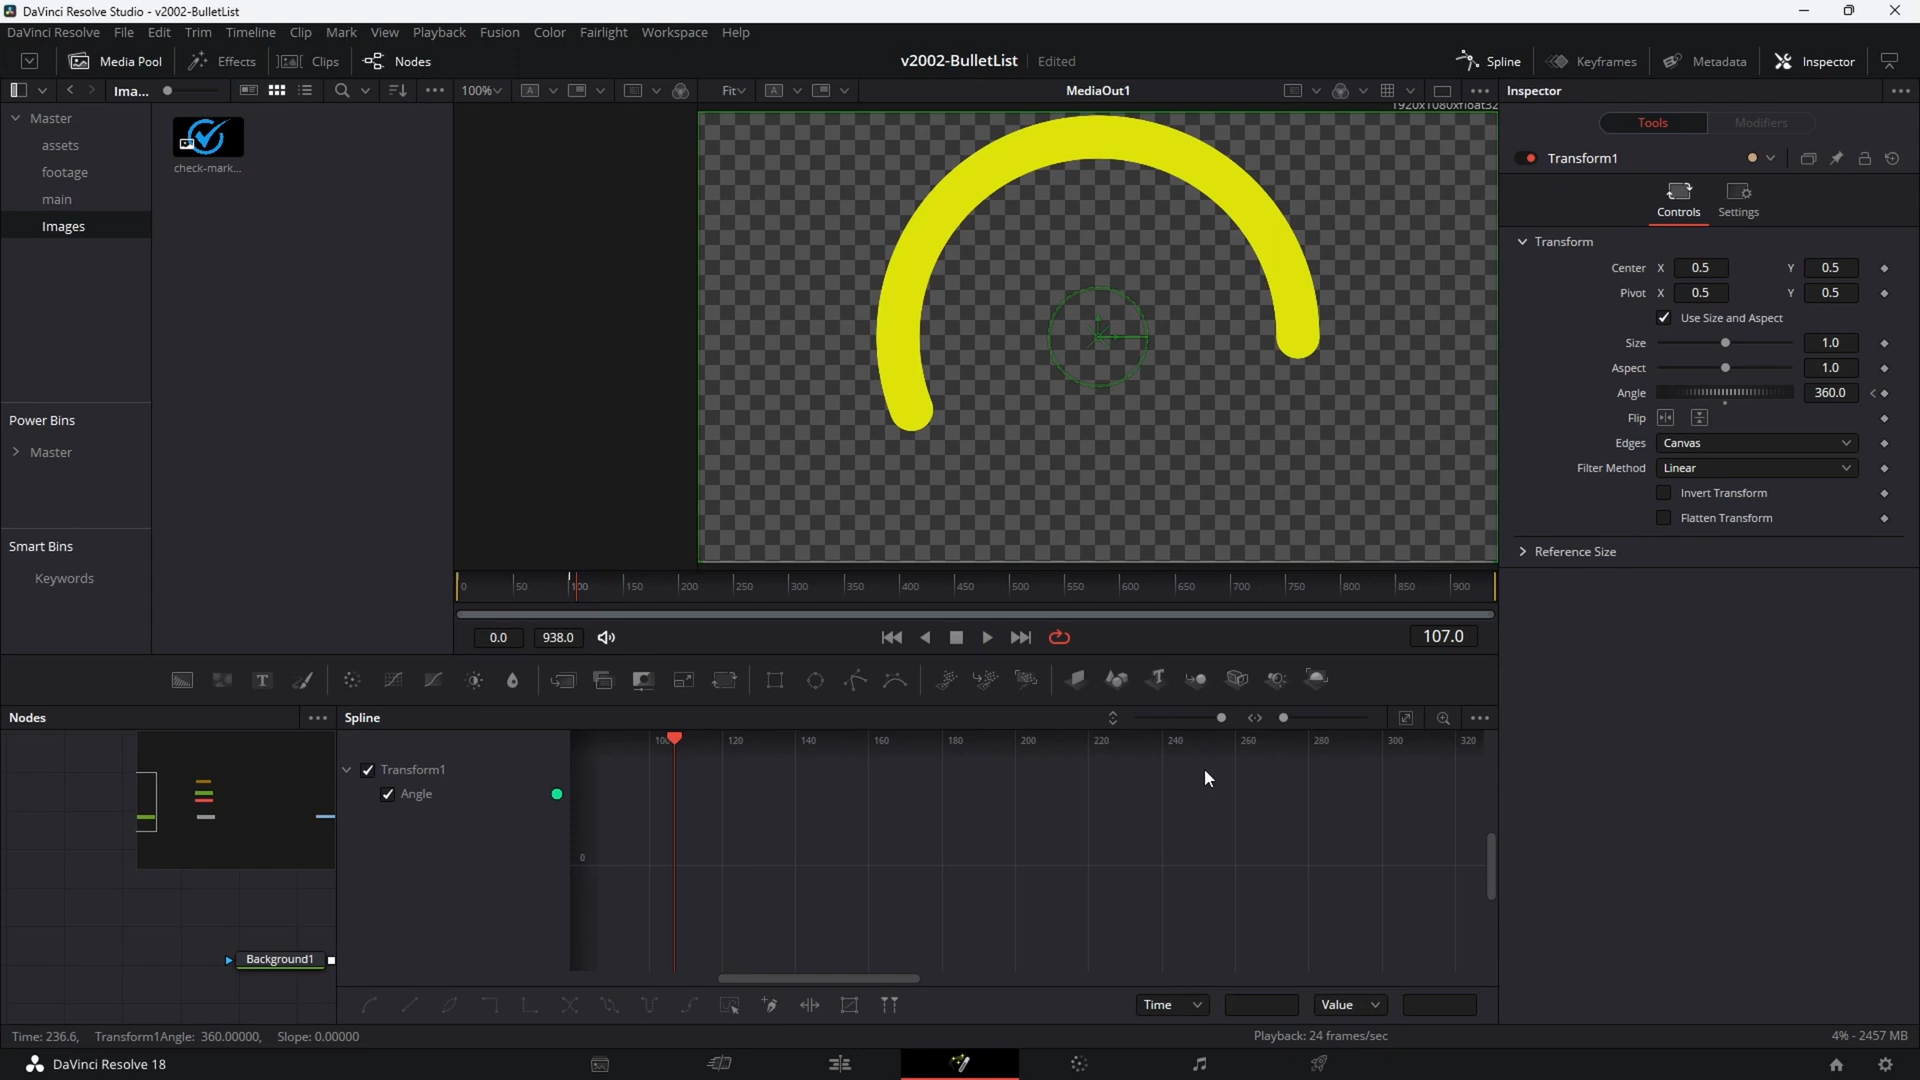 DaVinci Resolve Studio - v2002-BulletList
DaVinci Resolve File Edit Trim Timeline Clip Mark View Playback Fusion Color Fairlight Workspace Help
Media Pool Effects Clips Nodes v2002-BulletList Edited Spline Keyframes Metadata Inspector
Ima... 100% A Fit A MediaOut1 Inspector
1920x1080xfloat32
Master
assets
footage
main
Images
check-mark...
Power Bins
Master
Smart Bins
Keywords
Tools Modifiers
Transform1
Controls Settings
Transform
Center X 0.5 Y 0.5
Pivot X 0.5 Y 0.5
Use Size and Aspect
Size 1.0
Aspect 1.0
Angle 360.0
Flip
Edges Canvas
Filter Method Linear
Invert Transform
Flatten Transform
Reference Size
0 50 100 150 200 250 300 350 400 450 500 550 600 650 700 750 800 850 900
0.0 938.0 107.0
T T
Nodes Spline
100 120 140 160 180 200 220 240 260 280 300 320
Transform1
Angle
0
Background1
Time Value
Time: 236.6, Transform1Angle: 360.00000, Slope: 0.00000 Playback: 24 frames/sec 4% - 2457 MB
DaVinci Resolve 18